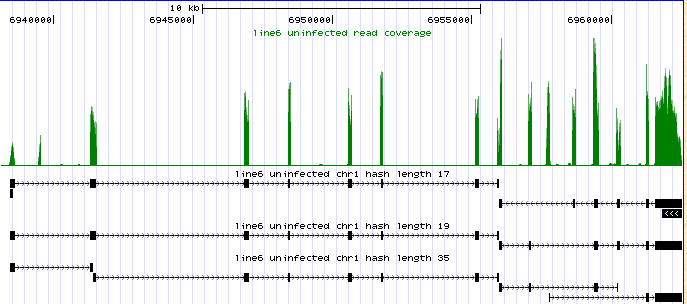 10 kb
6940000 6945000 6950000 6955000 6960000
line6 uninfected read coverage
line6 uninfected chr1 hash length 17
line6 uninfected chr1 hash length 19
line6 uninfected chr1 hash length 35